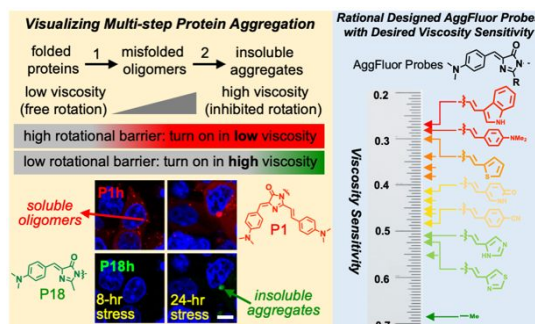 Visualizing Multi-step Protein Aggregation
folded proteins
1
misfolded oligomers
2
insoluble aggregates
low viscosity (free rotation)
high viscosity (inhibited rotation)
high rotational barrier: turn on in low viscosity
low rotational barrier: turn on in high viscosity
soluble oligomers
P1h
P1
P18h
P18
8-hr stress
24-hr stress
insoluble aggregates
Rational Designed AggFluor Probes
with Desired Viscosity Sensitivity
AggFluor Probes
R
Viscosity Sensitivity
0.2
0.3
0.4
0.5
0.6
NH
NMe2
S
HN
N
N
S
Me